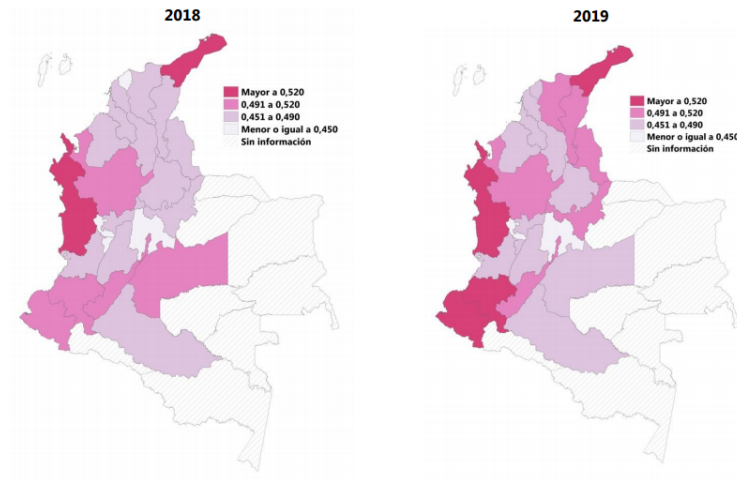 2018
Mayor a 0,520
0,491 a 0,520
0,451 a 0,490
Menor o igual a 0,450
Sin información
2019
Mayor a 0,520
0,491 a 0,520
0,451 a 0,490
Menor o igual a 0,450
Sin información